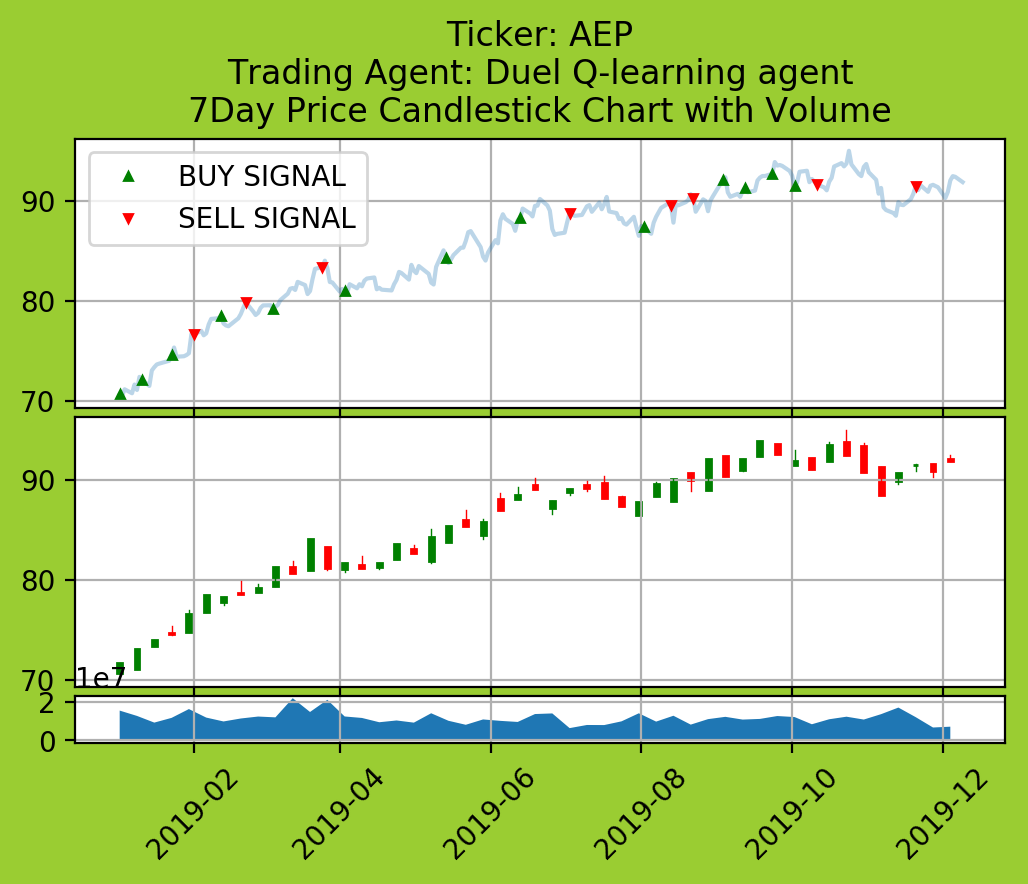 Ticker: AEP
Trading Agent: Duel Q-learning agent
7Day Price Candlestick Chart with Volume
BUY SIGNAL
SELL SIGNAL
90
80
70
90
80
70
1e7
2
0
2019-02
2019-04
2019-06
2019-08
2019-10
2019-12